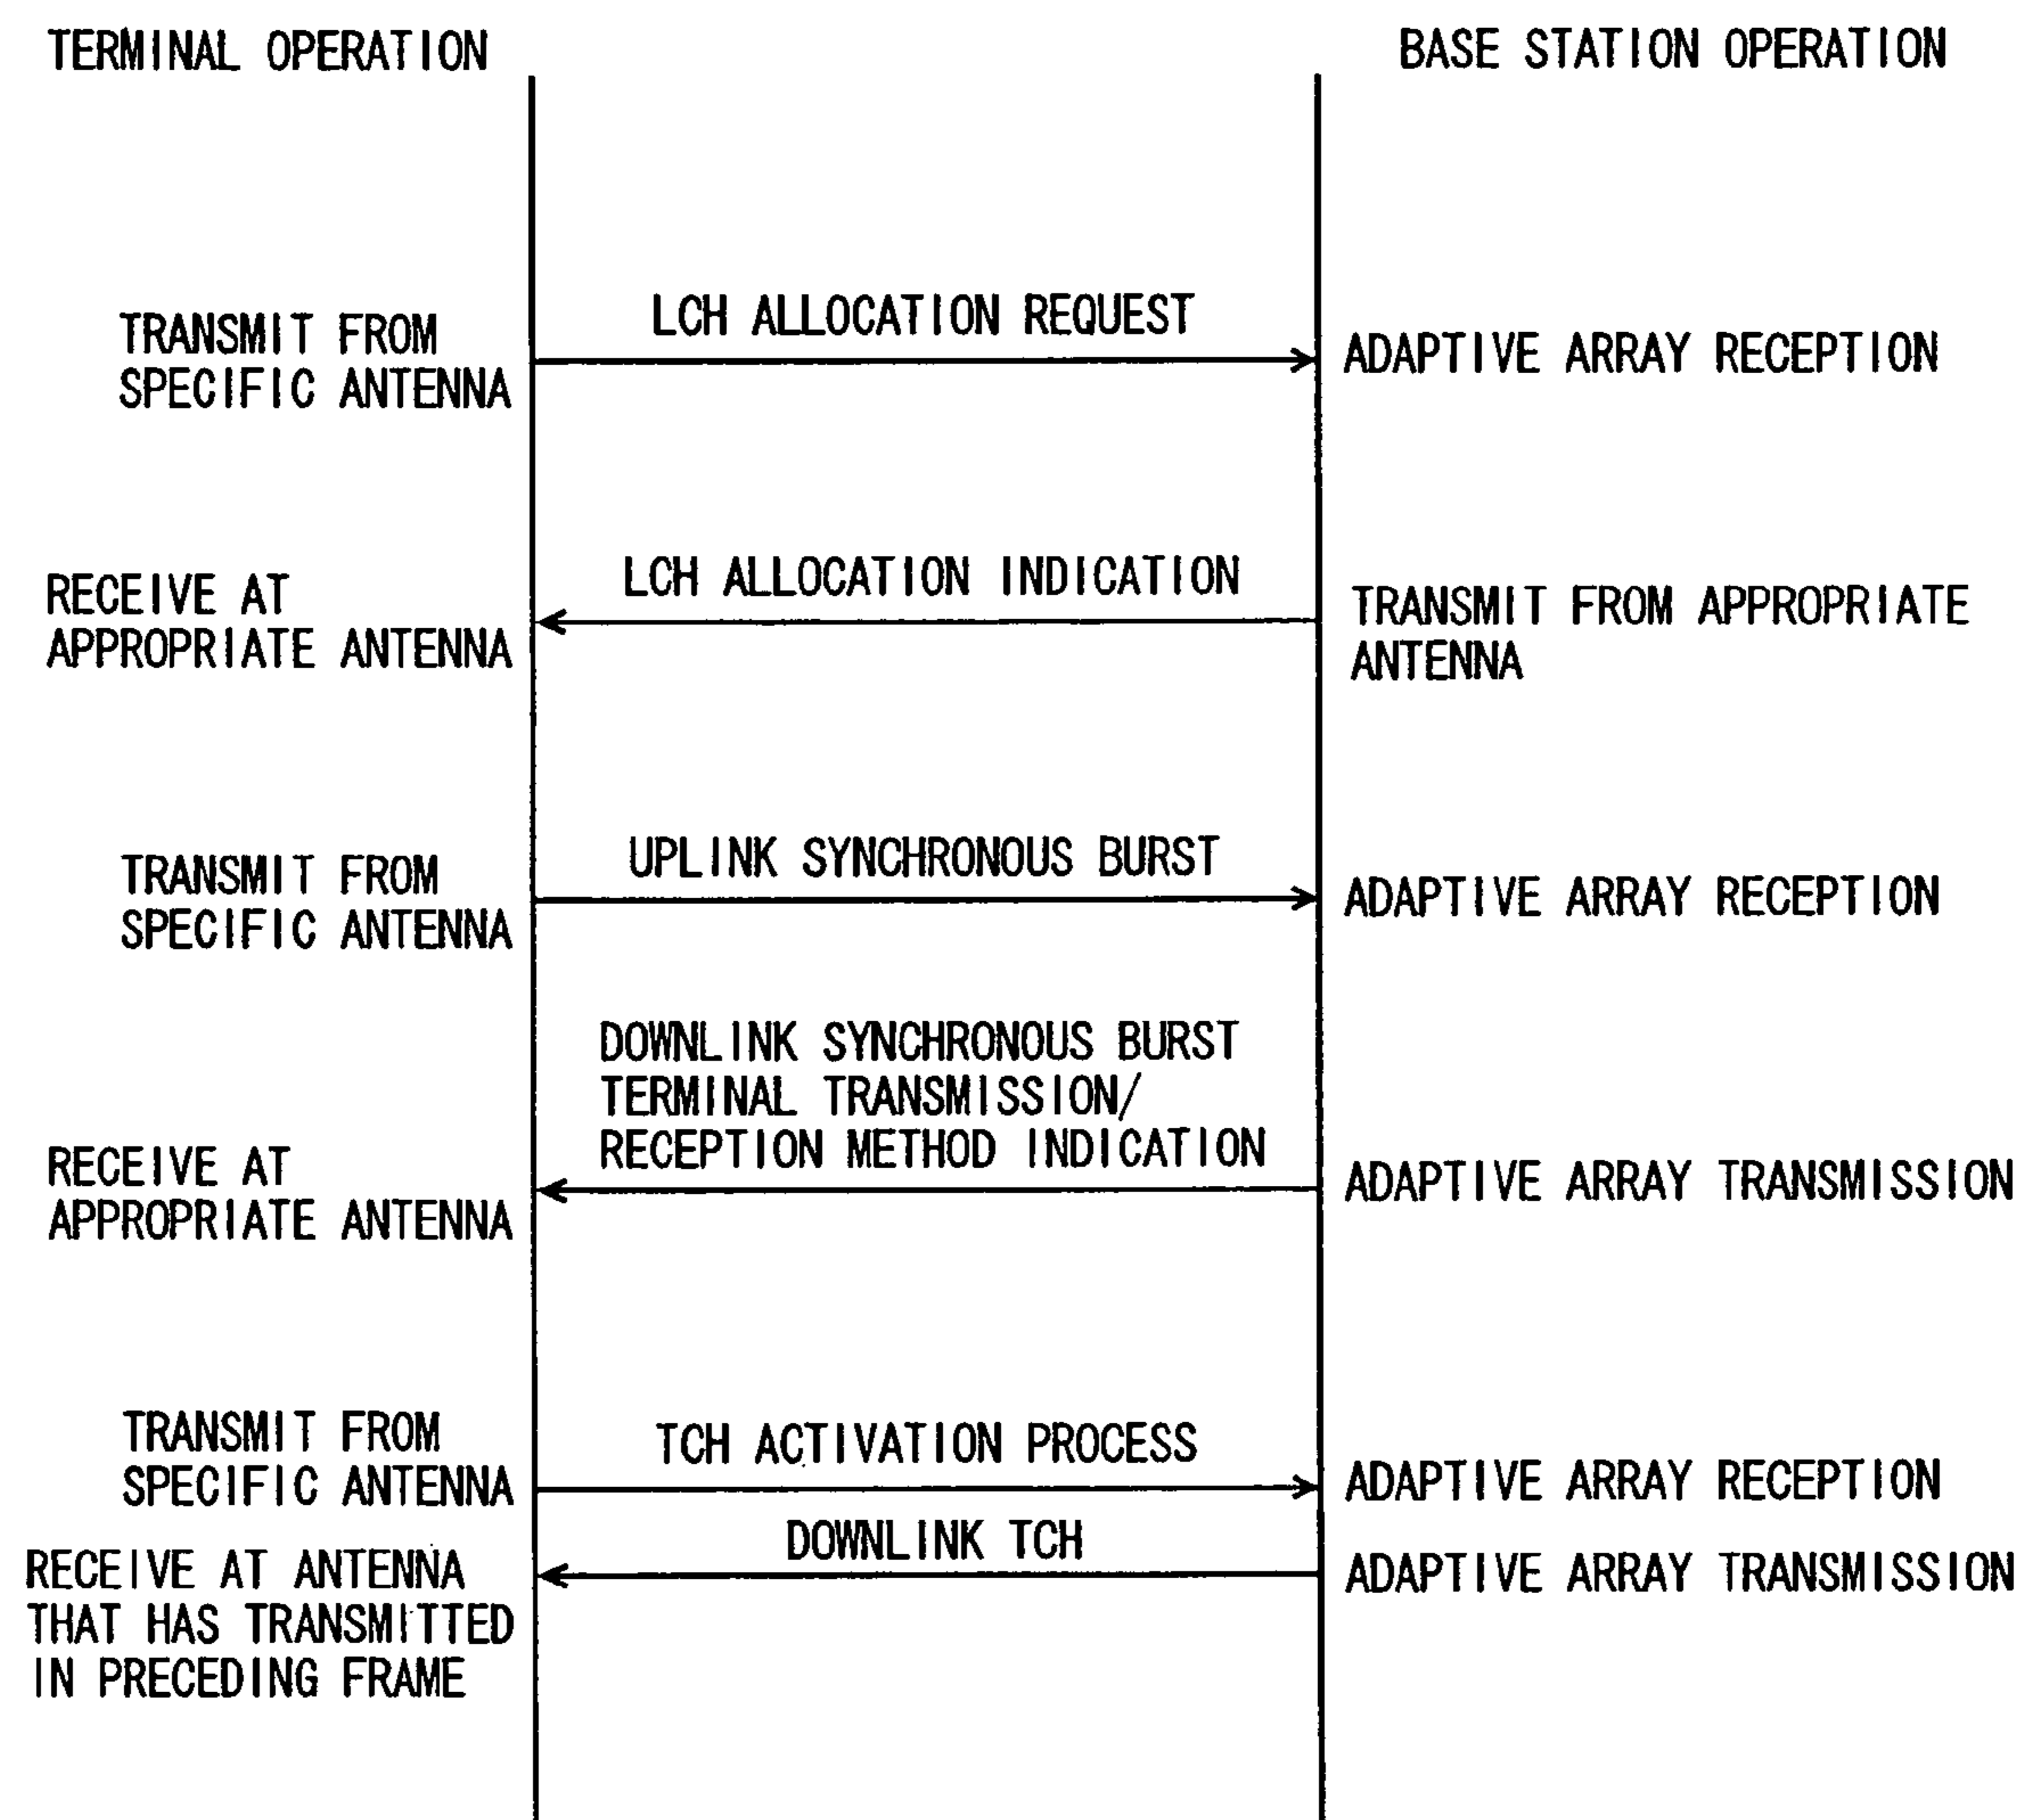 TERMINAL OPERATION
BASE STATION OPERATION
TRANSMIT FROM
SPECIFIC ANTENNA
LCH ALLOCATION REQUEST
ADAPTIVE ARRAY RECEPTION
RECEIVE AT
APPROPRIATE ANTENNA
LCH ALLOCATION INDICATION
TRANSMIT FROM APPROPRIATE
ANTENNA
TRANSMIT FROM
SPECIFIC ANTENNA
UPLINK SYNCHRONOUS BURST
ADAPTIVE ARRAY RECEPTION
RECEIVE AT
APPROPRIATE ANTENNA
DOWNLINK SYNCHRONOUS BURST
TERMINAL TRANSMISSION/
RECEPTION METHOD INDICATION
ADAPTIVE ARRAY TRANSMISSION
TRANSMIT FROM
SPECIFIC ANTENNA
TCH ACTIVATION PROCESS
ADAPTIVE ARRAY RECEPTION
RECEIVE AT ANTENNA
THAT HAS TRANSMITTED
IN PRECEDING FRAME
DOWNLINK TCH
ADAPTIVE ARRAY TRANSMISSION